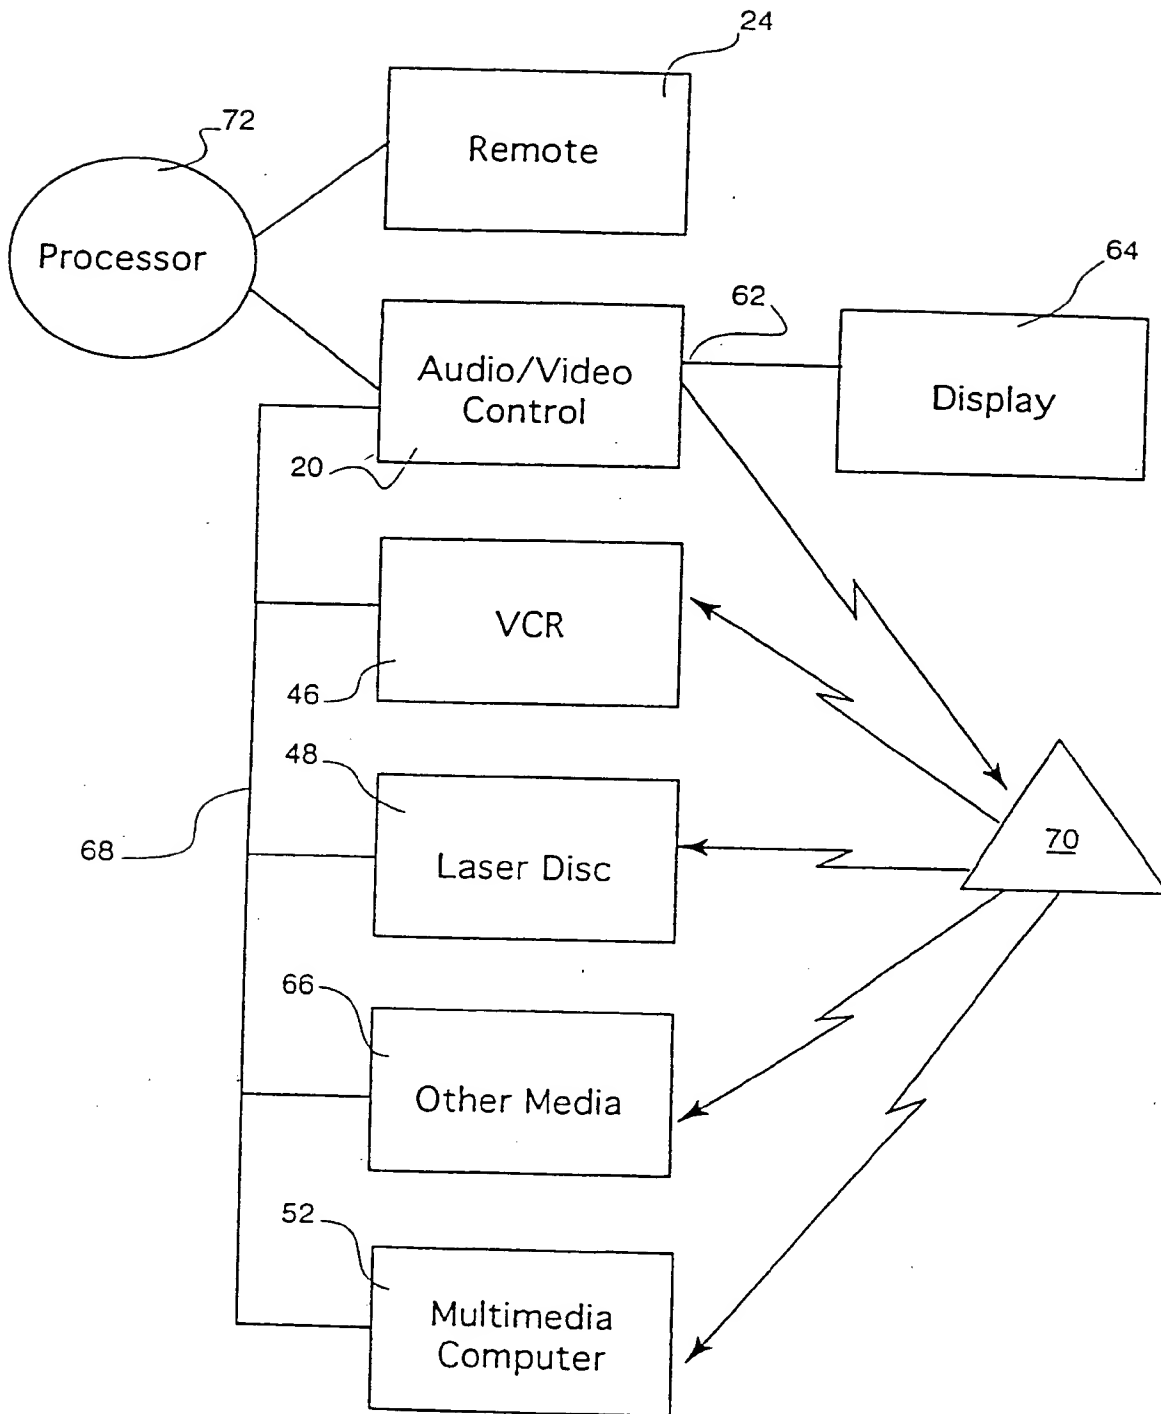 24
72
Remote
Processor
64
62
Audio/Video
Control
Display
20
VCR
46
48
70
68
Laser Disc
66
Other Media
52
Multimedia
Computer